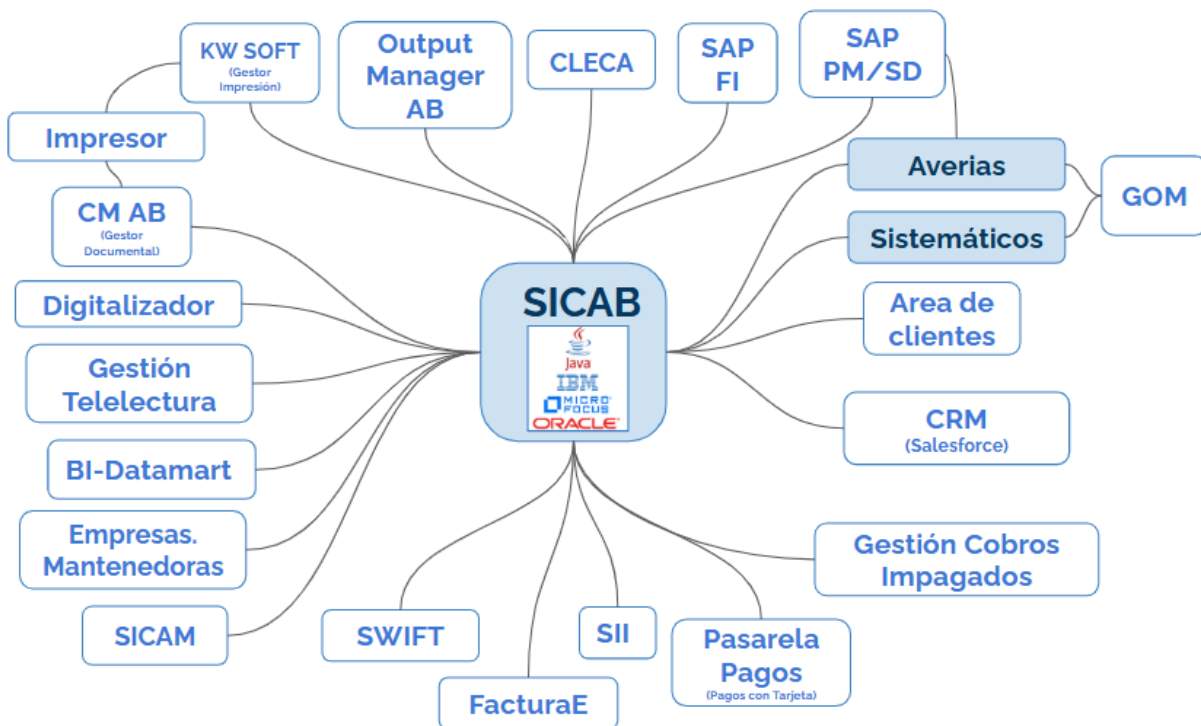 KW SOFT
(Gestor
Impresión)
Output
Manager
AB
CLECA
SAP
FI
SAP
PM/SD
Impresor
Averias
GOM
CM AB
(Gestor
Documental)
Sistemáticos
Digitalizador
SICAB
Java
IBM
MICRO
FOCUS
ORACLE
Area de
clientes
Gestión
Telelectura
CRM
(Salesforce)
BI-Datamart
Empresas.
Mantenedoras
Gestión Cobros
Impagados
SICAM
SWIFT
SII
Pasarela
Pagos
(Pagos con Tarjeta)
FacturaE